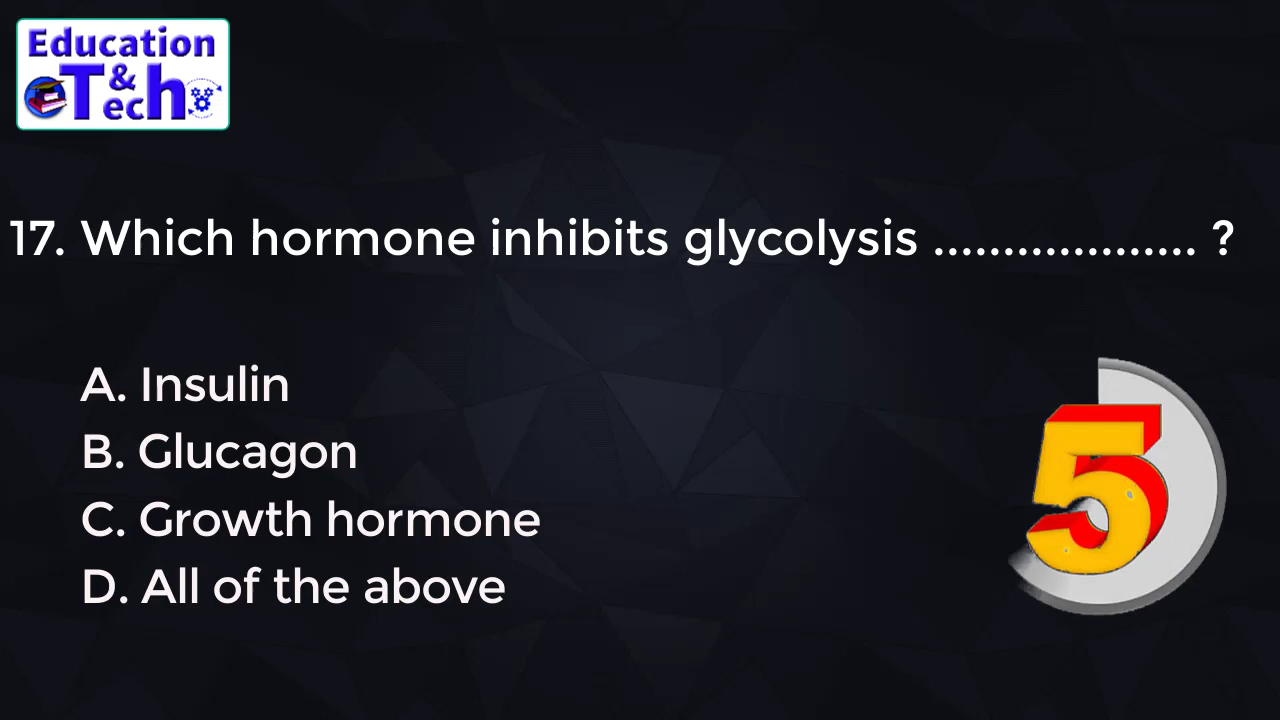 Education
& Tech
17. Which hormone inhibits glycolysis ................... ?
A. Insulin
B. Glucagon
C. Growth hormone
D. All of the above
5